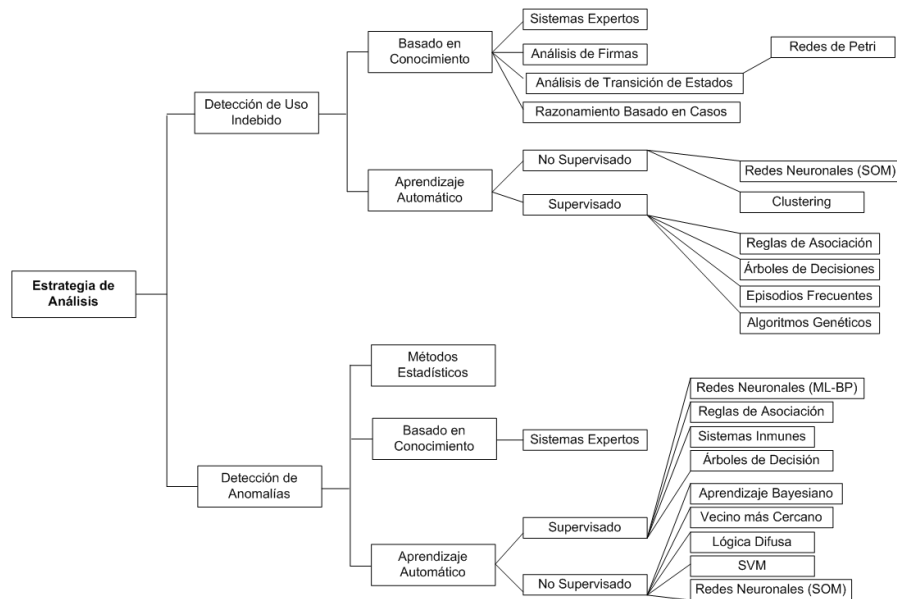 Estrategia de
Análisis
Detección de Uso
Indebido
Basado en
Conocimiento
Sistemas Expertos
Análisis de Firmas
Análisis de Transición de Estados
Redes de Petri
Razonamiento Basado en Casos
Aprendizaje
Automático
No Supervisado
Redes Neuronales (SOM)
Clustering
Supervisado
Reglas de Asociación
Árboles de Decisiones
Episodios Frecuentes
Algoritmos Genéticos
Detección de
Anomalías
Métodos
Estadísticos
Basado en
Conocimiento
Sistemas Expertos
Aprendizaje
Automático
Supervisado
Redes Neuronales (ML-BP)
Reglas de Asociación
Sistemas Inmunes
Árboles de Decisión
No Supervisado
Aprendizaje Bayesiano
Vecino más Cercano
Lógica Difusa
SVM
Redes Neuronales (SOM)